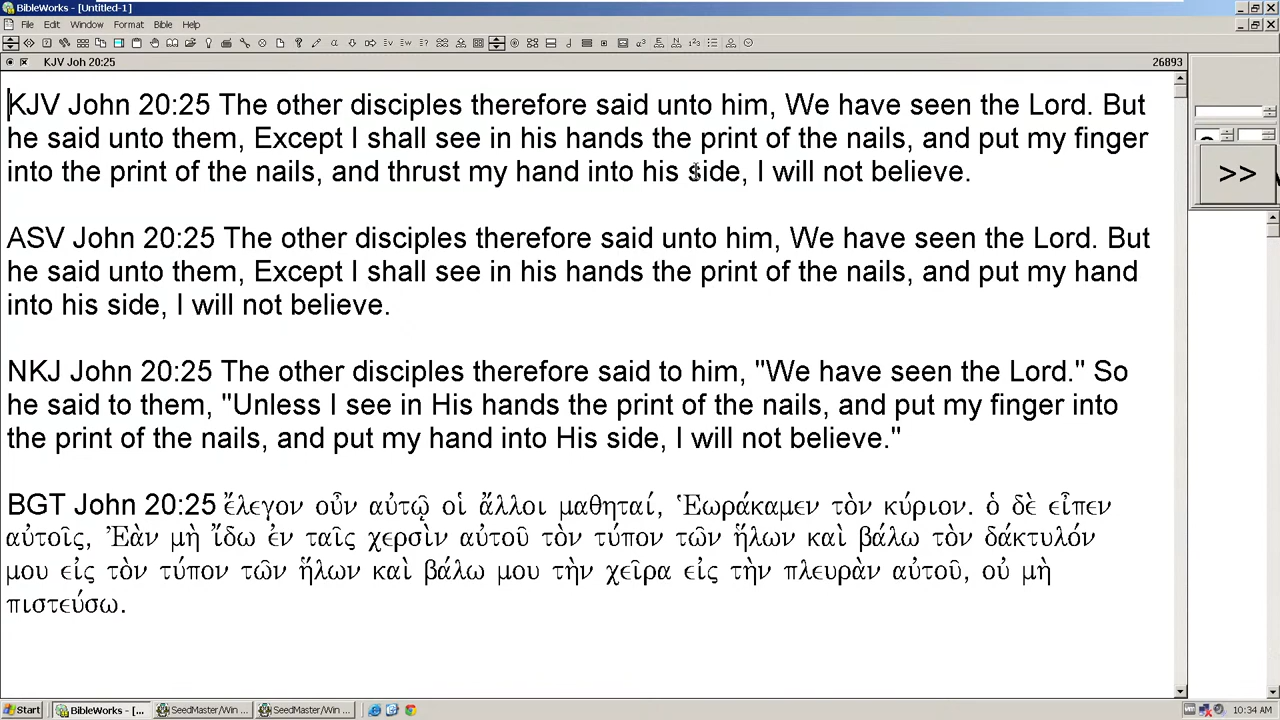 BibleWorks - [Untitled-1]
File Edit Window Format Bible Help
KJV Joh 20:25 26893
KJV John 20:25 The other disciples therefore said unto him, We have seen the Lord. But
he said unto them, Except I shall see in his hands the print of the nails, and put my finger
into the print of the nails, and thrust my hand into his side, I will not believe.
>>
ASV John 20:25 The other disciples therefore said unto him, We have seen the Lord. But
he said unto them, Except I shall see in his hands the print of the nails, and put my hand
into his side, I will not believe.
NKJ John 20:25 The other disciples therefore said to him, "We have seen the Lord." So
he said to them, "Unless I see in His hands the print of the nails, and put my finger into
the print of the nails, and put my hand into His side, I will not believe."
BGT John 20:25 ἔλεγον οὖν αὐτῷ οἱ ἄλλοι μαθηταί, Ἑωράκαμεν τὸν κύριον. ὁ δὲ εἶπεν
αὐτοῖς, Ἐὰν μὴ ἴδω ἐν ταῖς χερσὶν αὐτοῦ τὸν τύπον τῶν ἥλων καὶ βάλω τὸν δάκτυλόν
μου εἰς τὸν τύπον τῶν ἥλων καὶ βάλω μου τὴν χεῖρα εἰς τὴν πλευρὰν αὐτοῦ, οὐ μὴ
πιστεύσω.
Start BibleWorks - [... SeedMaster/Win ... SeedMaster/Win ... 10:34 AM